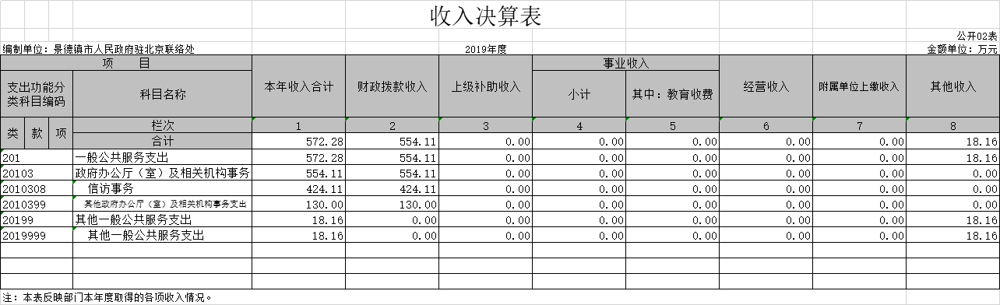 收入决算表
公开02表
编制单位：景德镇市人民政府驻北京联络处 2019年度 金额单位：万元
项 目 本年收入合计 财政拨款收入 上级补助收入 事业收入 经营收入 附属单位上缴收入 其他收入
支出功能分类科目编码 科目名称 小计 其中：教育收费
类 款 项 栏次 1 2 3 4 5 6 7 8
合计 572.28 554.11 0.00 0.00 0.00 0.00 0.00 18.16
201 一般公共服务支出 572.28 554.11 0.00 0.00 0.00 0.00 0.00 18.16
20103 政府办公厅（室）及相关机构事务 554.11 554.11 0.00 0.00 0.00 0.00 0.00 0.00
2010308 信访事务 424.11 424.11 0.00 0.00 0.00 0.00 0.00 0.00
2010399 其他政府办公厅（室）及相关机构事务支出 130.00 130.00 0.00 0.00 0.00 0.00 0.00 0.00
20199 其他一般公共服务支出 18.16 0.00 0.00 0.00 0.00 0.00 0.00 18.16
2019999 其他一般公共服务支出 18.16 0.00 0.00 0.00 0.00 0.00 0.00 18.16
注：本表反映部门本年度取得的各项收入情况。